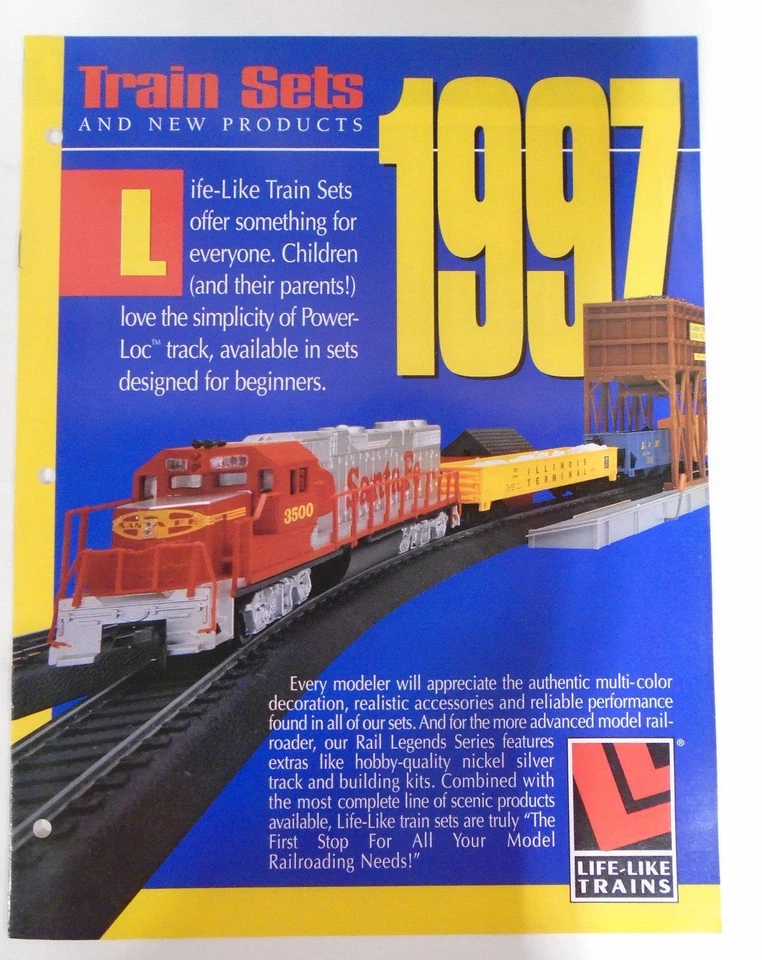 Train Sets
AND NEW PRODUCTS
1997
Life-Like Train Sets
offer something for
everyone. Children
(and their parents!)
love the simplicity of Power-
Loc™ track, available in sets
designed for beginners.
ILLINOIS
TERMINAL
Santa Fe
3500
SANTA FE
Every modeler will appreciate the authentic multi-color
decoration, realistic accessories and reliable performance
found in all of our sets. And for the more advanced model rail-
roader, our Rail Legends Series features
extras like hobby-quality nickel silver
track and building kits. Combined with
the most complete line of scenic products
available, Life-Like train sets are truly “The
First Stop For All Your Model
Railroading Needs!”
®
LIFE-LIKE
TRAINS